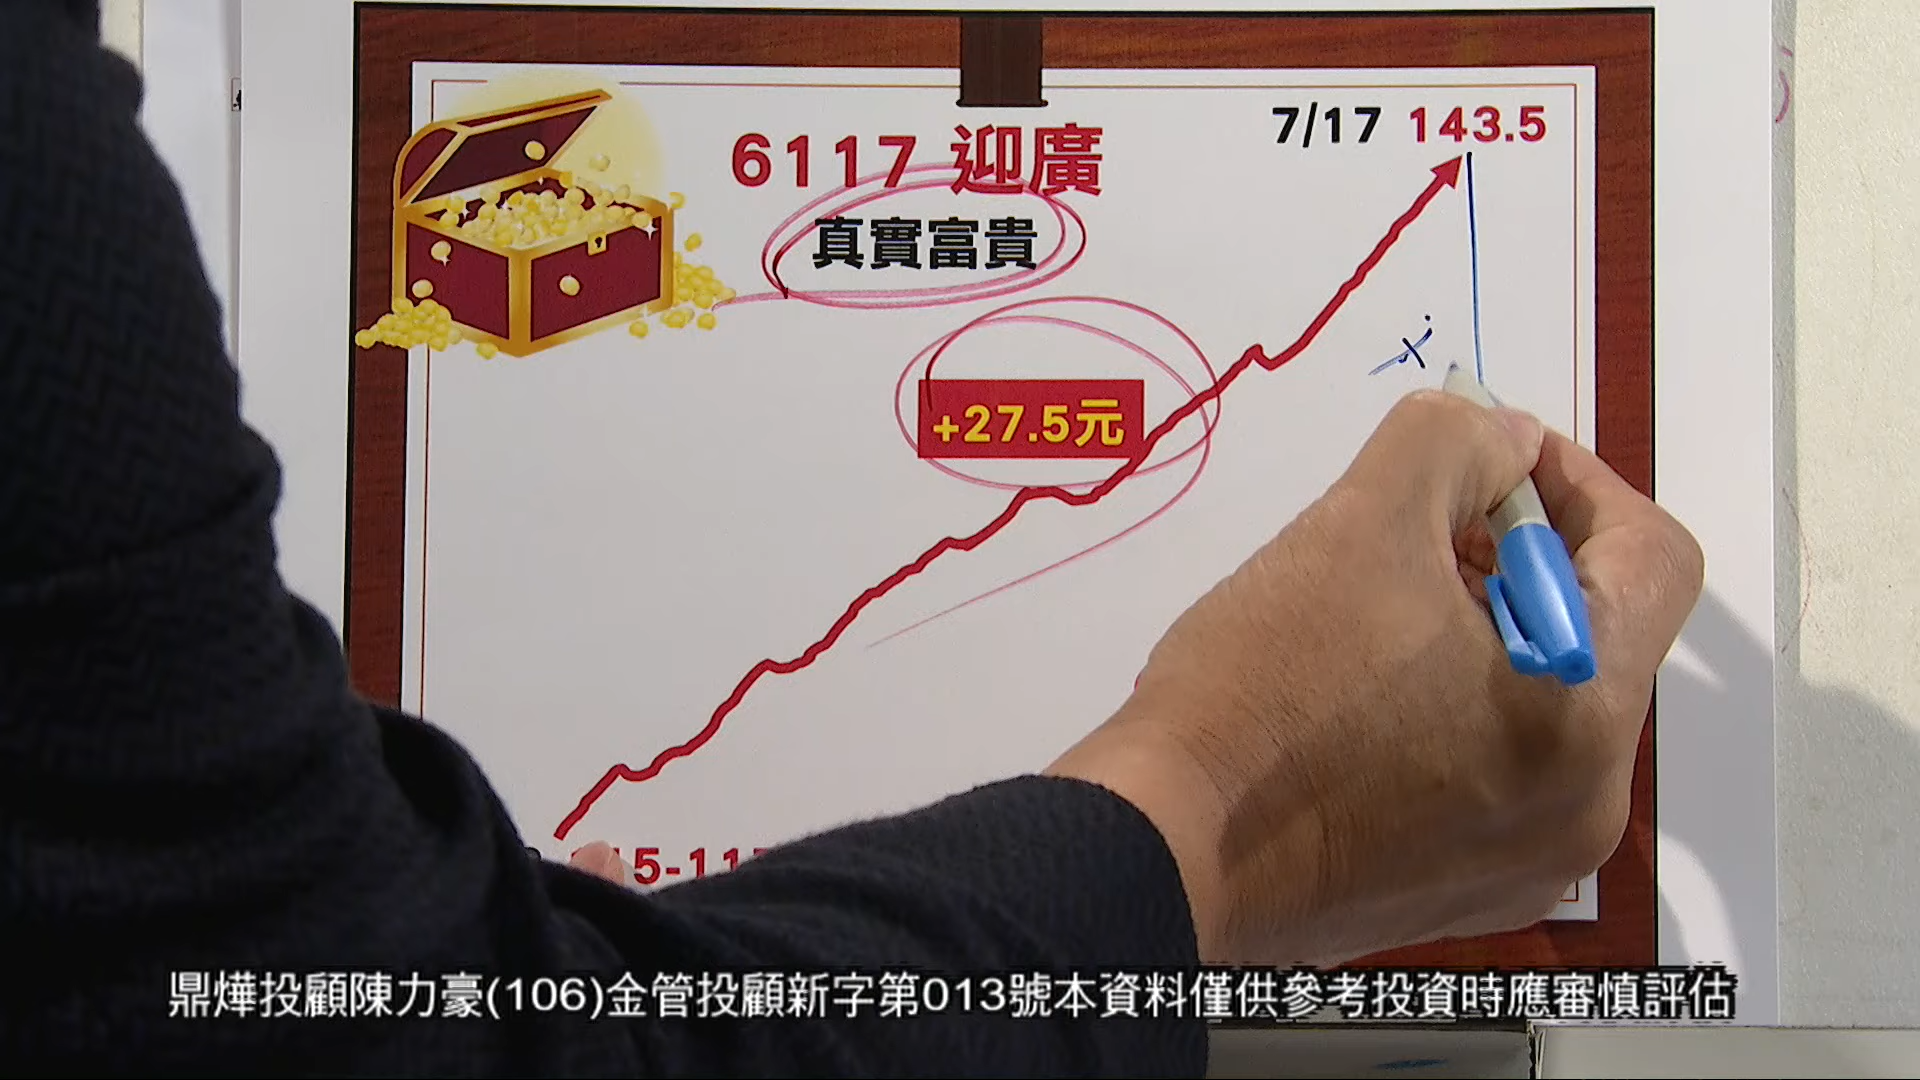 6117 迎廣
7/17 143.5
真實富貴
+27.5元
5-11
鼎燁投顧陳力豪(106)金管投顧新字第013號本資料僅供參考投資時應審慎評估